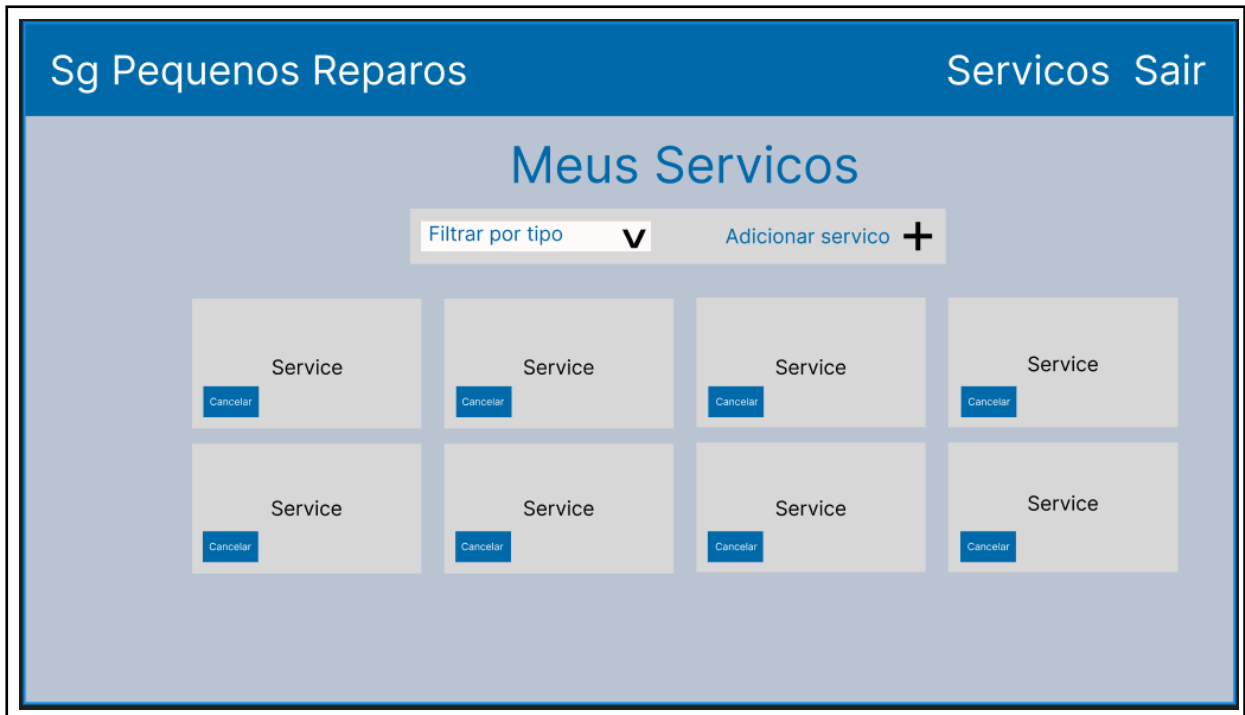 Sg Pequenos Reparos
Servicos Sair
Meus Servicos
Filtrar por tipo V
Adicionar servico +
Service
Cancelar
Service
Cancelar
Service
Cancelar
Service
Cancelar
Service
Cancelar
Service
Cancelar
Service
Cancelar
Service
Cancelar